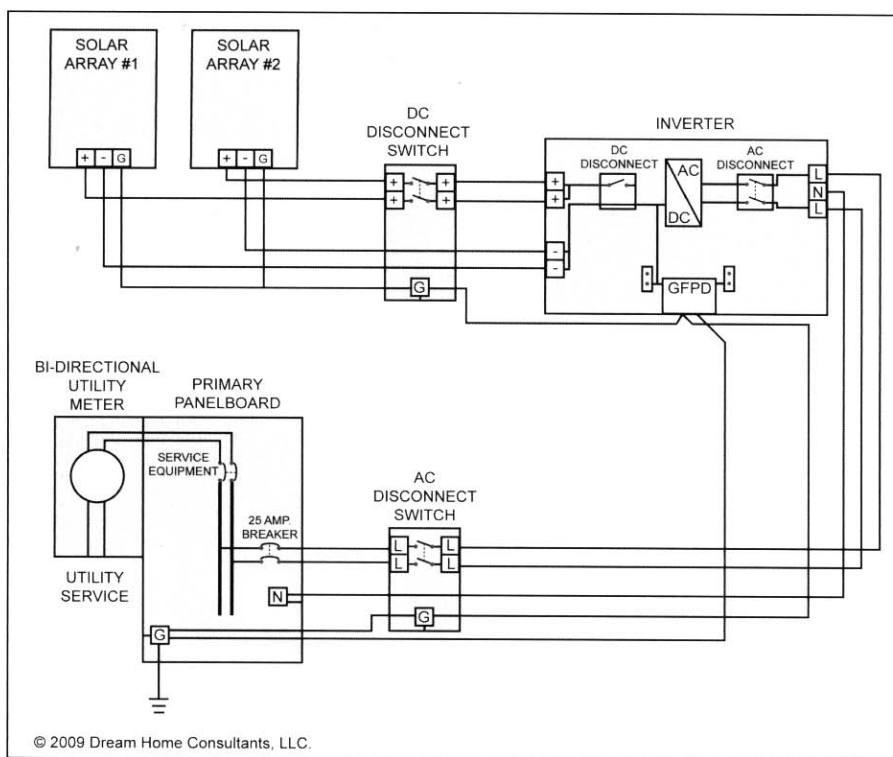 SOLAR
ARRAY #1
+ - G
SOLAR
ARRAY #2
+ - G
DC
DISCONNECT
SWITCH
+ +
+ +
G
INVERTER
DC
DISCONNECT
AC
DISCONNECT
+
+
-
-
AC
DC
L
N
L
GFPD
BI-DIRECTIONAL
UTILITY
METER
PRIMARY
PANELBOARD
SERVICE
EQUIPMENT
25 AMP.
BREAKER
N
G
UTILITY
SERVICE
AC
DISCONNECT
SWITCH
L L
L L
G
© 2009 Dream Home Consultants, LLC.